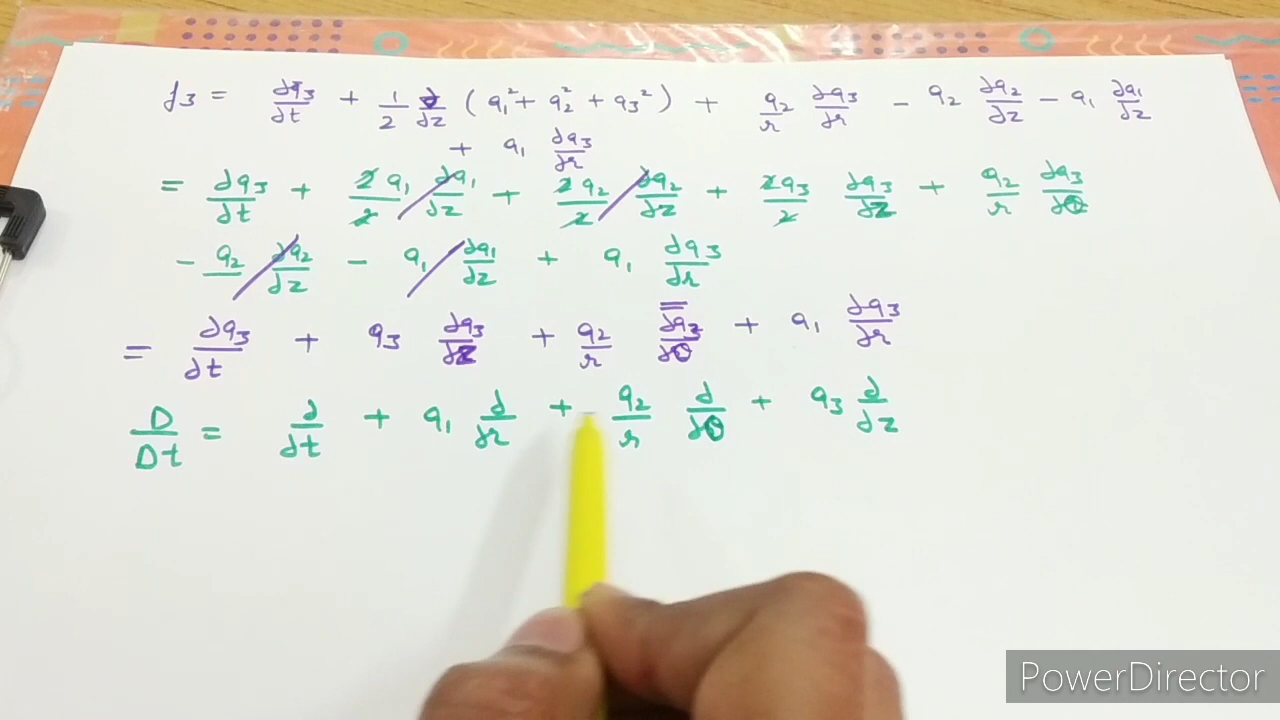 f3 = ∂q3/∂t + 1/2 ∂/∂z ( q1² + q2² + q3² ) + q2/r ∂q3/∂r − q2 ∂q2/∂z − q1 ∂q1/∂z
+ q1 ∂q3/∂r
= ∂q3/∂t + 2q1/2 ∂q1/∂z + 2q2/2 ∂q2/∂z + 2q3/2 ∂q3/∂z + q2/r ∂q3/∂θ
− q2 ∂q2/∂z − q1 ∂q1/∂z + q1 ∂q3/∂r
= ∂q3/∂t + q3 ∂q3/∂z + q2/r ∂q3/∂θ + q1 ∂q3/∂r
D/Dt = ∂/∂t + q1 ∂/∂r + q2/r ∂/∂θ + q3 ∂/∂z
PowerDirector